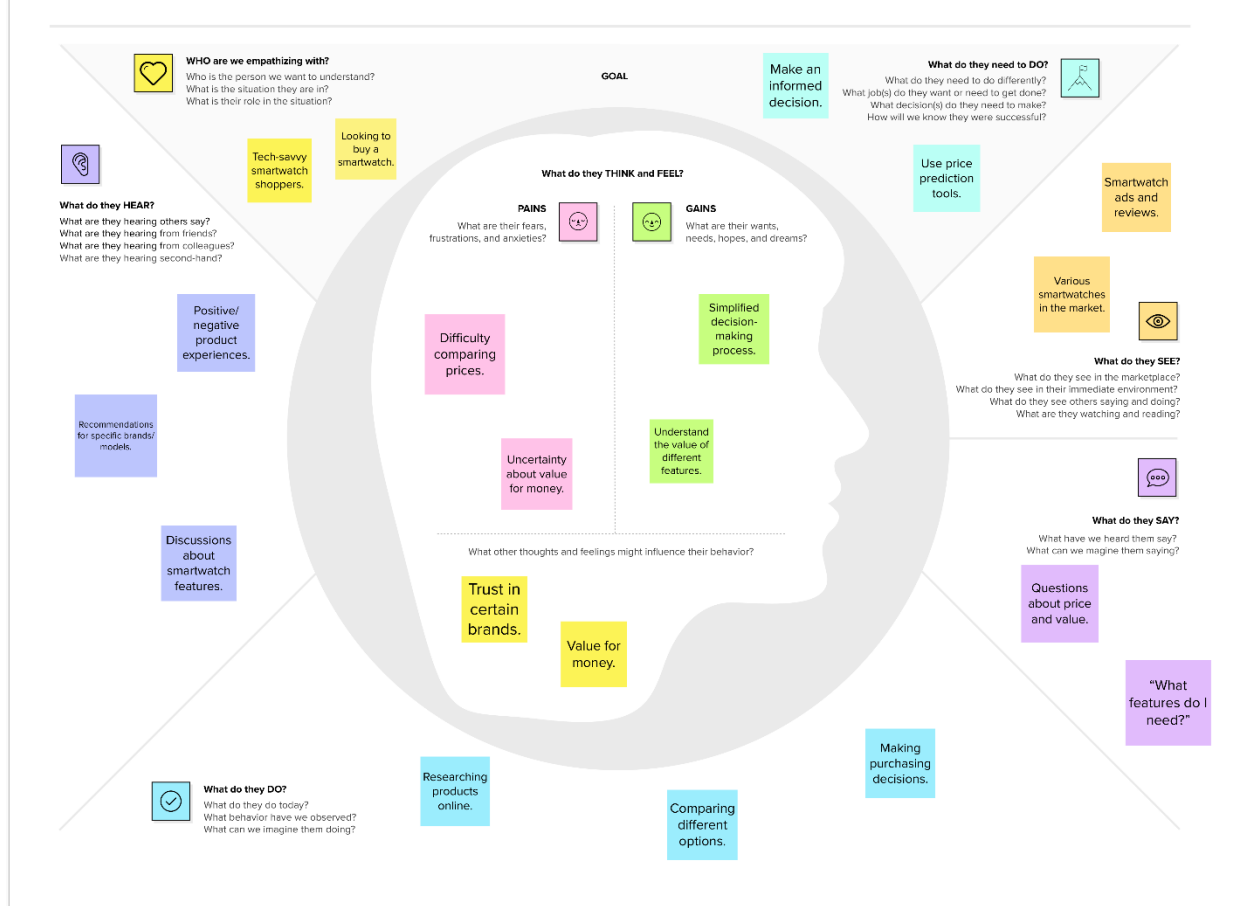 WHO are we empathizing with?
Who is the person we want to understand?
What is the situation they are in?
What is their role in the situation?
Tech-savvy
smartwatch
shoppers.
Looking to
buy a
smartwatch.
GOAL
Make an
informed
decision.
What do they need to DO?
What do they need to do differently?
What job(s) do they want or need to get done?
What decision(s) do they need to make?
How will we know they were successful?
Use price
prediction
tools.
What do they HEAR?
What are they hearing others say?
What are they hearing from friends?
What are they hearing from colleagues?
What are they hearing second-hand?
Positive/
negative
product
experiences.
Recommendations
for specific brands/
models.
Discussions
about
smartwatch
features.
What do they THINK and FEEL?
PAINS
What are their fears,
frustrations, and anxieties?
Difficulty
comparing
prices.
Uncertainty
about value
for money.
GAINS
What are their wants,
needs, hopes, and dreams?
Simplified
decision-
making
process.
Understand
the value of
different
features.
What other thoughts and feelings might influence their behavior?
Trust in
certain
brands.
Value for
money.
Smartwatch
ads and
reviews.
Various
smartwatches
in the market.
What do they SEE?
What do they see in the marketplace?
What do they see in their immediate environment?
What do they see others saying and doing?
What are they watching and reading?
What do they SAY?
What have we heard them say?
What can we magine them saying?
Questions
about price
and value.
“What
features do I
need?”
What do they DO?
What do they do today?
What behavior have we observed?
What can we imagine them doing?
Researching
products
online.
Comparing
different
options.
Making
purchasing
decisions.